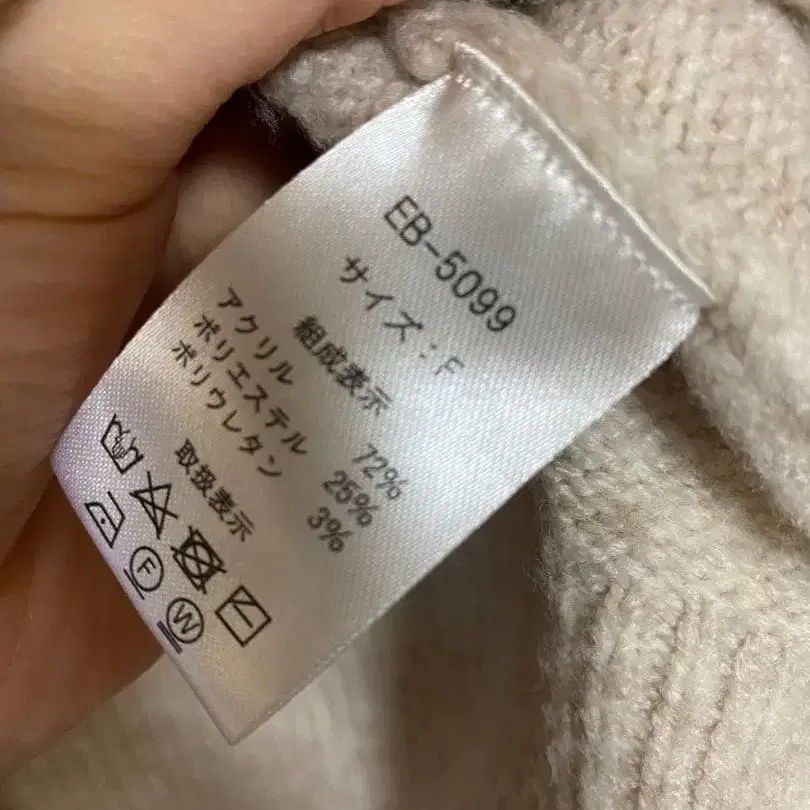 EB-5099
サイズ：F
組成表示
アクリル 72%
ポリエステル 25%
ポリウレタン 3%
取扱表示
F
W